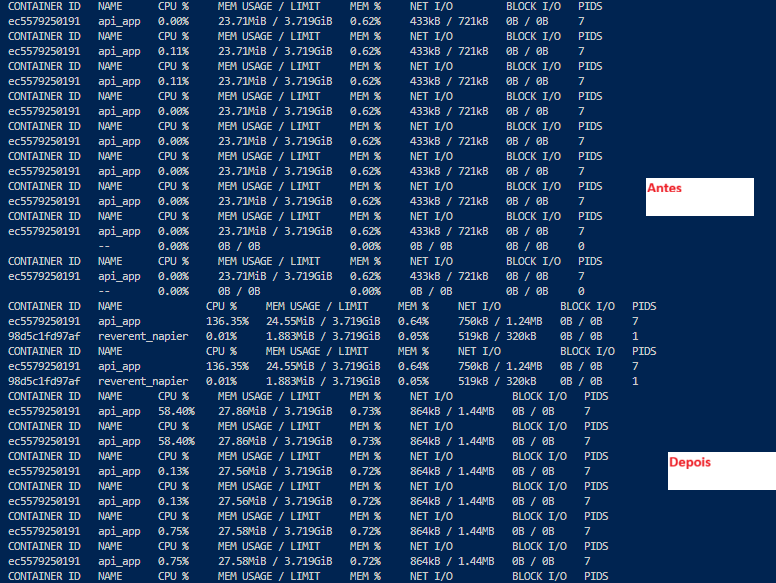 CONTAINER ID NAME CPU % MEM USAGE / LIMIT MEM % NET I/O BLOCK I/O PIDS
ec5579250191 api_app 0.00% 23.71MiB / 3.719GiB 0.62% 433kB / 721kB 0B / 0B 7
CONTAINER ID NAME CPU % MEM USAGE / LIMIT MEM % NET I/O BLOCK I/O PIDS
ec5579250191 api_app 0.11% 23.71MiB / 3.719GiB 0.62% 433kB / 721kB 0B / 0B 7
CONTAINER ID NAME CPU % MEM USAGE / LIMIT MEM % NET I/O BLOCK I/O PIDS
ec5579250191 api_app 0.11% 23.71MiB / 3.719GiB 0.62% 433kB / 721kB 0B / 0B 7
CONTAINER ID NAME CPU % MEM USAGE / LIMIT MEM % NET I/O BLOCK I/O PIDS
ec5579250191 api_app 0.00% 23.71MiB / 3.719GiB 0.62% 433kB / 721kB 0B / 0B 7
CONTAINER ID NAME CPU % MEM USAGE / LIMIT MEM % NET I/O BLOCK I/O PIDS
ec5579250191 api_app 0.00% 23.71MiB / 3.719GiB 0.62% 433kB / 721kB 0B / 0B 7
CONTAINER ID NAME CPU % MEM USAGE / LIMIT MEM % NET I/O BLOCK I/O PIDS
ec5579250191 api_app 0.00% 23.71MiB / 3.719GiB 0.62% 433kB / 721kB 0B / 0B 7
CONTAINER ID NAME CPU % MEM USAGE / LIMIT MEM % NET I/O BLOCK I/O PIDS
Antes
ec5579250191 api_app 0.00% 23.71MiB / 3.719GiB 0.62% 433kB / 721kB 0B / 0B 7
CONTAINER ID NAME CPU % MEM USAGE / LIMIT MEM % NET I/O BLOCK I/O PIDS
ec5579250191 api_app 0.00% 23.71MiB / 3.719GiB 0.62% 433kB / 721kB 0B / 0B 7
-- 0.00% 0B / 0B 0.00% 0B / 0B 0B / 0B 0
CONTAINER ID NAME CPU % MEM USAGE / LIMIT MEM % NET I/O BLOCK I/O PIDS
ec5579250191 api_app 0.00% 23.71MiB / 3.719GiB 0.62% 433kB / 721kB 0B / 0B 7
-- 0.00% 0B / 0B 0.00% 0B / 0B 0B / 0B 0
CONTAINER ID NAME CPU % MEM USAGE / LIMIT MEM % NET I/O BLOCK I/O PIDS
ec5579250191 api_app 136.35% 24.55MiB / 3.719GiB 0.64% 750kB / 1.24MB 0B / 0B 7
98d5c1fd97af reverent_napier 0.01% 1.883MiB / 3.719GiB 0.05% 519kB / 320kB 0B / 0B 1
CONTAINER ID NAME CPU % MEM USAGE / LIMIT MEM % NET I/O BLOCK I/O PIDS
ec5579250191 api_app 136.35% 24.55MiB / 3.719GiB 0.64% 750kB / 1.24MB 0B / 0B 7
98d5c1fd97af reverent_napier 0.01% 1.883MiB / 3.719GiB 0.05% 519kB / 320kB 0B / 0B 1
CONTAINER ID NAME CPU % MEM USAGE / LIMIT MEM % NET I/O BLOCK I/O PIDS
ec5579250191 api_app 58.40% 27.86MiB / 3.719GiB 0.73% 864kB / 1.44MB 0B / 0B 7
CONTAINER ID NAME CPU % MEM USAGE / LIMIT MEM % NET I/O BLOCK I/O PIDS
ec5579250191 api_app 58.40% 27.86MiB / 3.719GiB 0.73% 864kB / 1.44MB 0B / 0B 7
CONTAINER ID NAME CPU % MEM USAGE / LIMIT MEM % NET I/O BLOCK I/O PIDS
Depois
ec5579250191 api_app 0.13% 27.56MiB / 3.719GiB 0.72% 864kB / 1.44MB 0B / 0B 7
CONTAINER ID NAME CPU % MEM USAGE / LIMIT MEM % NET I/O BLOCK I/O PIDS
ec5579250191 api_app 0.13% 27.56MiB / 3.719GiB 0.72% 864kB / 1.44MB 0B / 0B 7
CONTAINER ID NAME CPU % MEM USAGE / LIMIT MEM % NET I/O BLOCK I/O PIDS
ec5579250191 api_app 0.75% 27.58MiB / 3.719GiB 0.72% 864kB / 1.44MB 0B / 0B 7
CONTAINER ID NAME CPU % MEM USAGE / LIMIT MEM % NET I/O BLOCK I/O PIDS
ec5579250191 api_app 0.75% 27.58MiB / 3.719GiB 0.72% 864kB / 1.44MB 0B / 0B 7
CONTAINER ID NAME CPU % MEM USAGE / LIMIT MEM % NET I/O BLOCK I/O PIDS